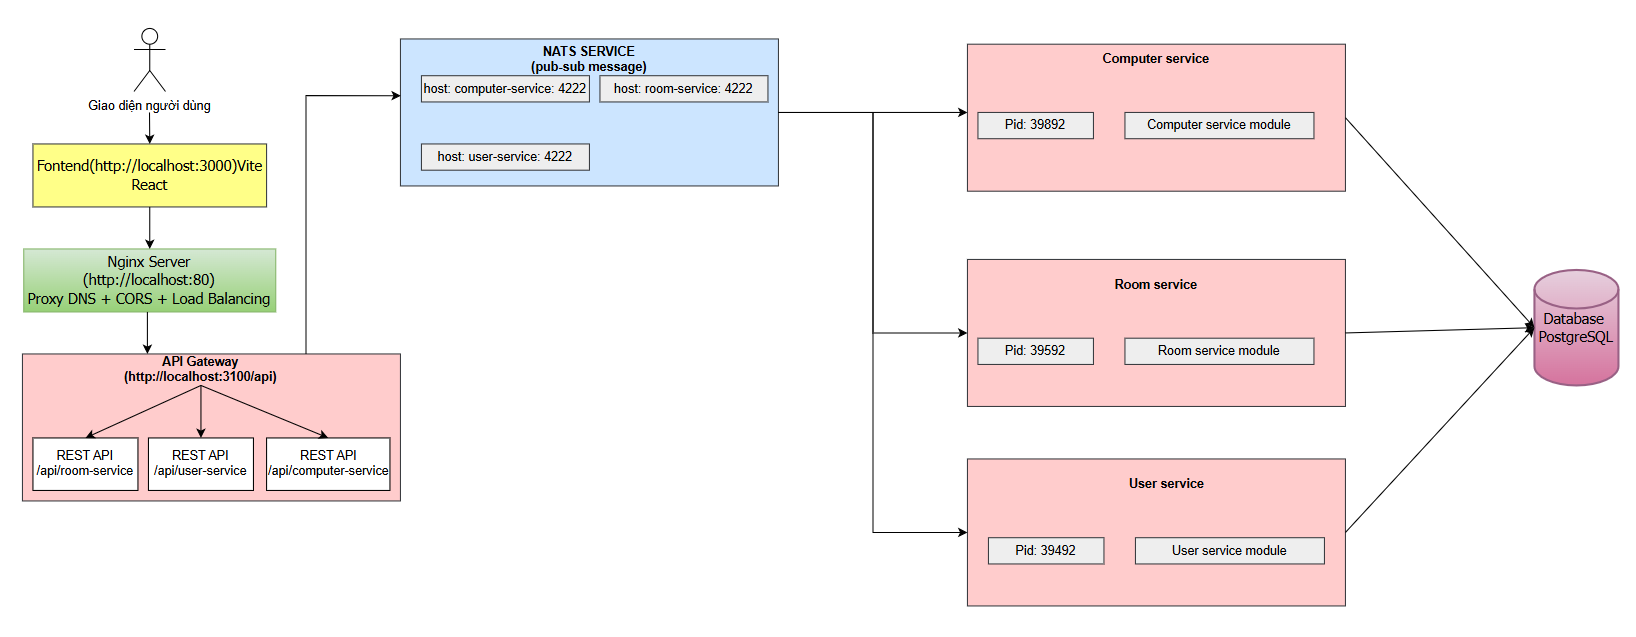 Giao diện người dùng
Fontend(http://localhost:3000)Vite
React
Nginx Server
(http://localhost:80)
Proxy DNS + CORS + Load Balancing
API Gateway
(http://localhost:3100/api)
REST API
/api/room-service
REST API
/api/user-service
REST API
/api/computer-service
NATS SERVICE
(pub-sub message)
host: computer-service: 4222
host: room-service: 4222
host: user-service: 4222
Computer service
Pid: 39892
Computer service module
Room service
Pid: 39592
Room service module
User service
Pid: 39492
User service module
Database
PostgreSQL